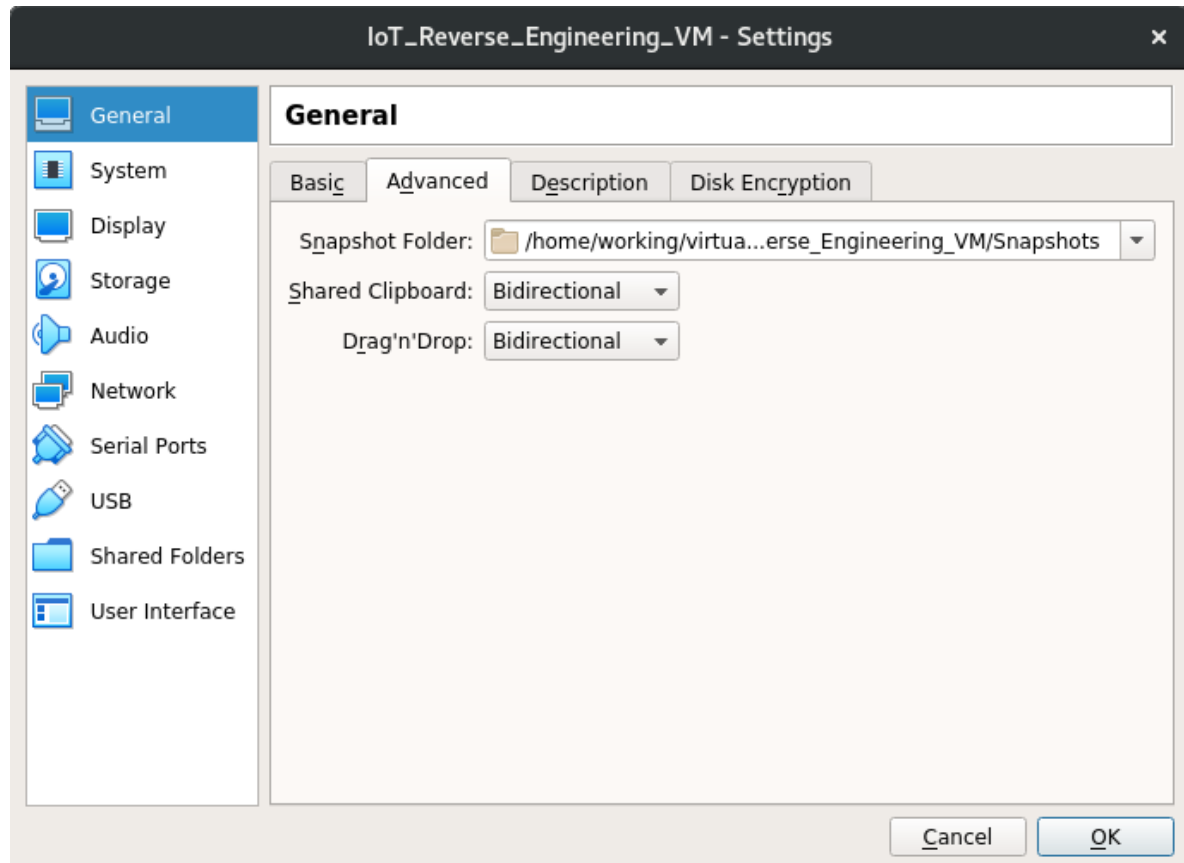 IoT_Reverse_Engineering_VM - Settings ×
General
System
Display
Storage
Audio
Network
Serial Ports
USB
Shared Folders
User Interface
General
Basic Advanced Description Disk Encryption
Snapshot Folder: /home/working/virtua...erse_Engineering_VM/Snapshots
Shared Clipboard: Bidirectional
Drag'n'Drop: Bidirectional
Cancel OK